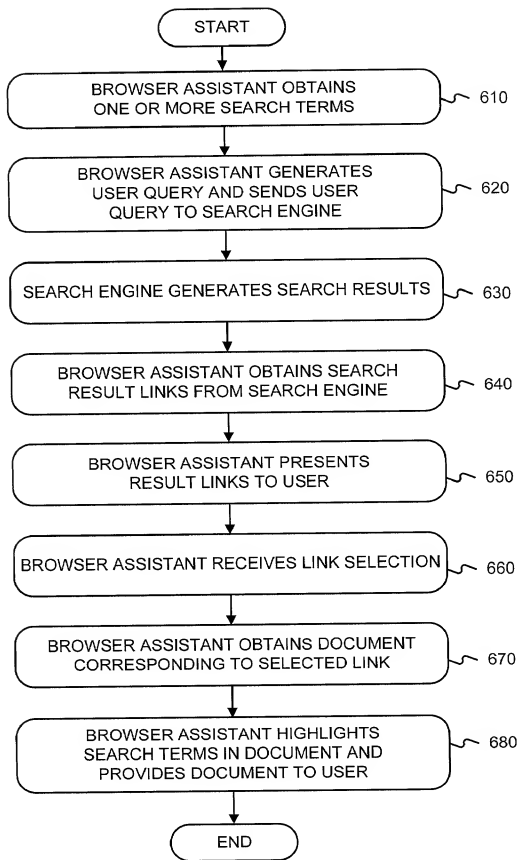 START
BROWSER ASSISTANT OBTAINS
ONE OR MORE SEARCH TERMS
610
BROWSER ASSISTANT GENERATES
USER QUERY AND SENDS USER
QUERY TO SEARCH ENGINE
620
SEARCH ENGINE GENERATES SEARCH RESULTS
630
BROWSER ASSISTANT OBTAINS SEARCH
RESULT LINKS FROM SEARCH ENGINE
640
BROWSER ASSISTANT PRESENTS
RESULT LINKS TO USER
650
BROWSER ASSISTANT RECEIVES LINK SELECTION
660
BROWSER ASSISTANT OBTAINS DOCUMENT
CORRESPONDING TO SELECTED LINK
670
BROWSER ASSISTANT HIGHLIGHTS
SEARCH TERMS IN DOCUMENT AND
PROVIDES DOCUMENT TO USER
680
END